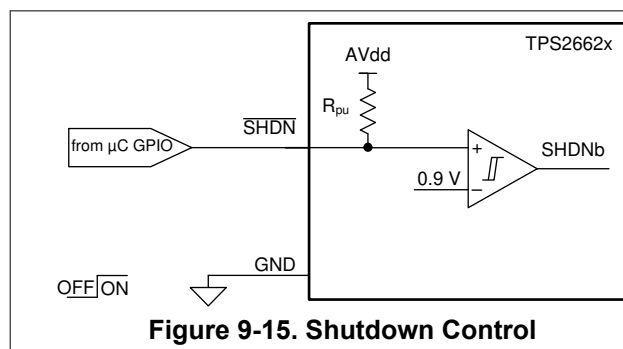 TPS2662x
AVdd
Rpu
SHDN
from µC GPIO
+
SHDNb
0.9 V
−
GND
OFF ON
Figure 9-15. Shutdown Control